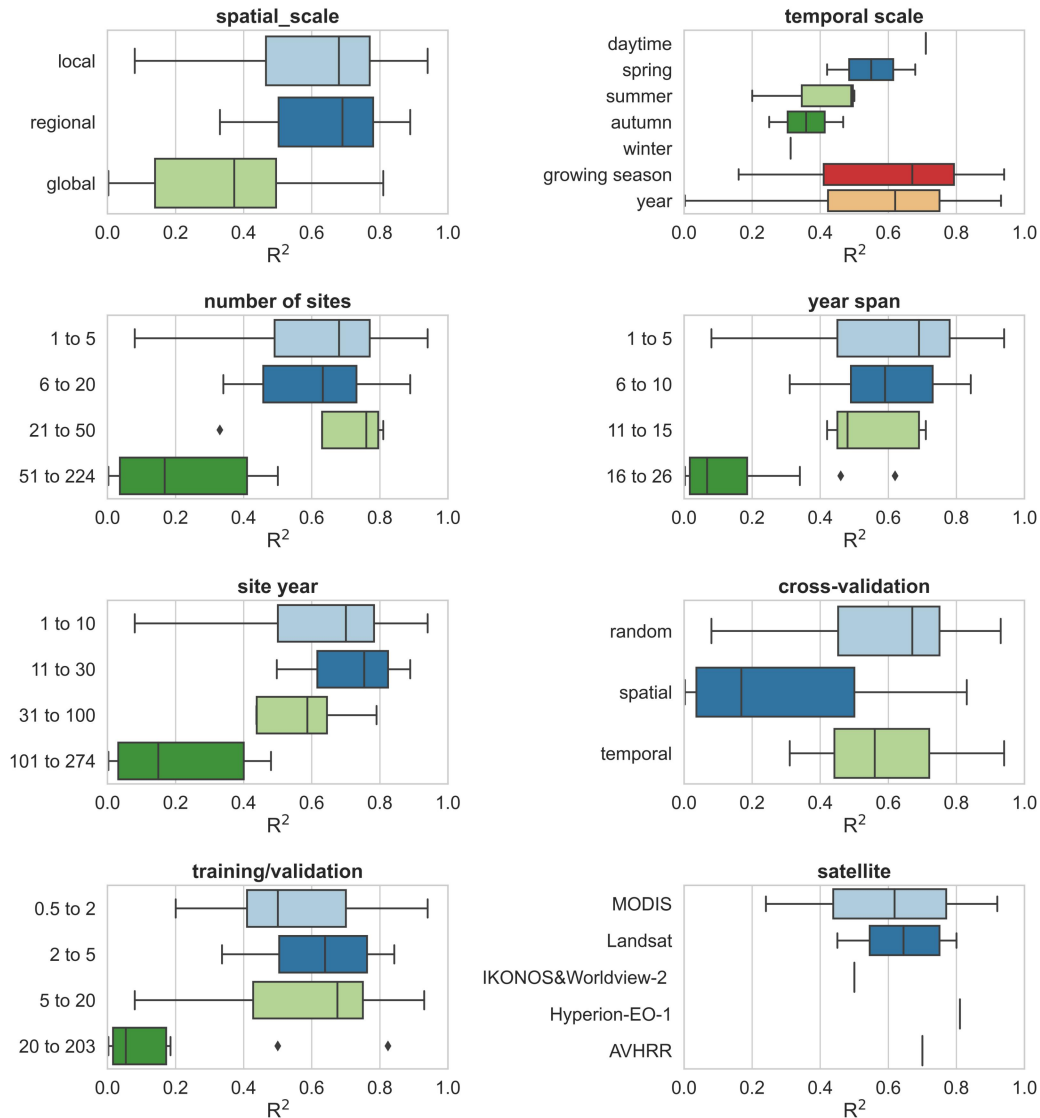 spatial_scale
local
regional
global
0.0 0.2 0.4 0.6 0.8 1.0
R²
temporal scale
daytime
spring
summer
autumn
winter
growing season
year
0.0 0.2 0.4 0.6 0.8 1.0
R²
number of sites
1 to 5
6 to 20
21 to 50
51 to 224
0.0 0.2 0.4 0.6 0.8 1.0
R²
year span
1 to 5
6 to 10
11 to 15
16 to 26
0.0 0.2 0.4 0.6 0.8 1.0
R²
site year
1 to 10
11 to 30
31 to 100
101 to 274
0.0 0.2 0.4 0.6 0.8 1.0
R²
cross-validation
random
spatial
temporal
0.0 0.2 0.4 0.6 0.8 1.0
R²
training/validation
0.5 to 2
2 to 5
5 to 20
20 to 203
0.0 0.2 0.4 0.6 0.8 1.0
R²
satellite
MODIS
Landsat
IKONOS&Worldview-2
Hyperion-EO-1
AVHRR
0.0 0.2 0.4 0.6 0.8 1.0
R²